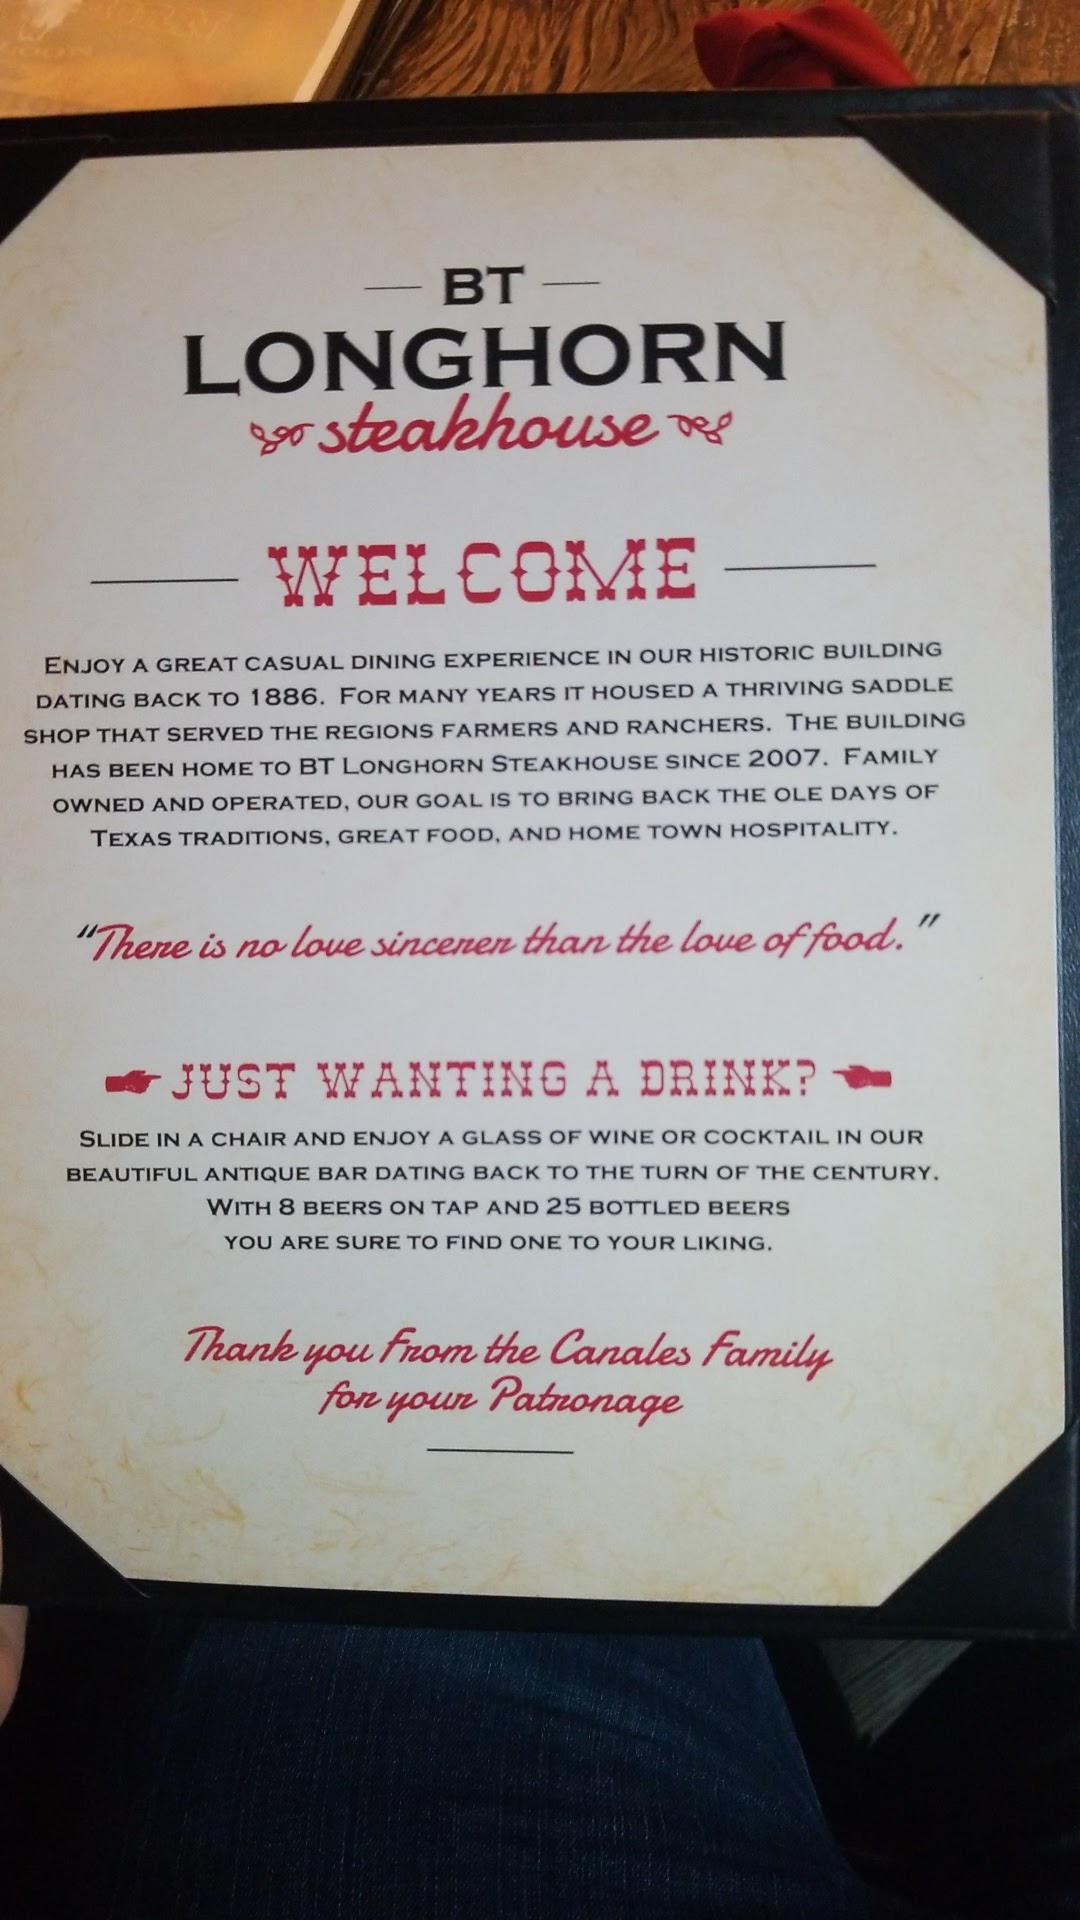 BT
LONGHORN
steakhouse
WELCOME
ENJOY A GREAT CASUAL DINING EXPERIENCE IN OUR HISTORIC BUILDING
DATING BACK TO 1886. FOR MANY YEARS IT HOUSED A THRIVING SADDLE
SHOP THAT SERVED THE REGIONS FARMERS AND RANCHERS. THE BUILDING
HAS BEEN HOME TO BT LONGHORN STEAKHOUSE SINCE 2007. FAMILY
OWNED AND OPERATED, OUR GOAL IS TO BRING BACK THE OLE DAYS OF
TEXAS TRADITIONS, GREAT FOOD, AND HOME TOWN HOSPITALITY.
"There is no love sincerer than the love of food."
JUST WANTING A DRINK?
SLIDE IN A CHAIR AND ENJOY A GLASS OF WINE OR COCKTAIL IN OUR
BEAUTIFUL ANTIQUE BAR DATING BACK TO THE TURN OF THE CENTURY.
WITH 8 BEERS ON TAP AND 25 BOTTLED BEERS
YOU ARE SURE TO FIND ONE TO YOUR LIKING.
Thank you From the Canales Family
for your Patronage